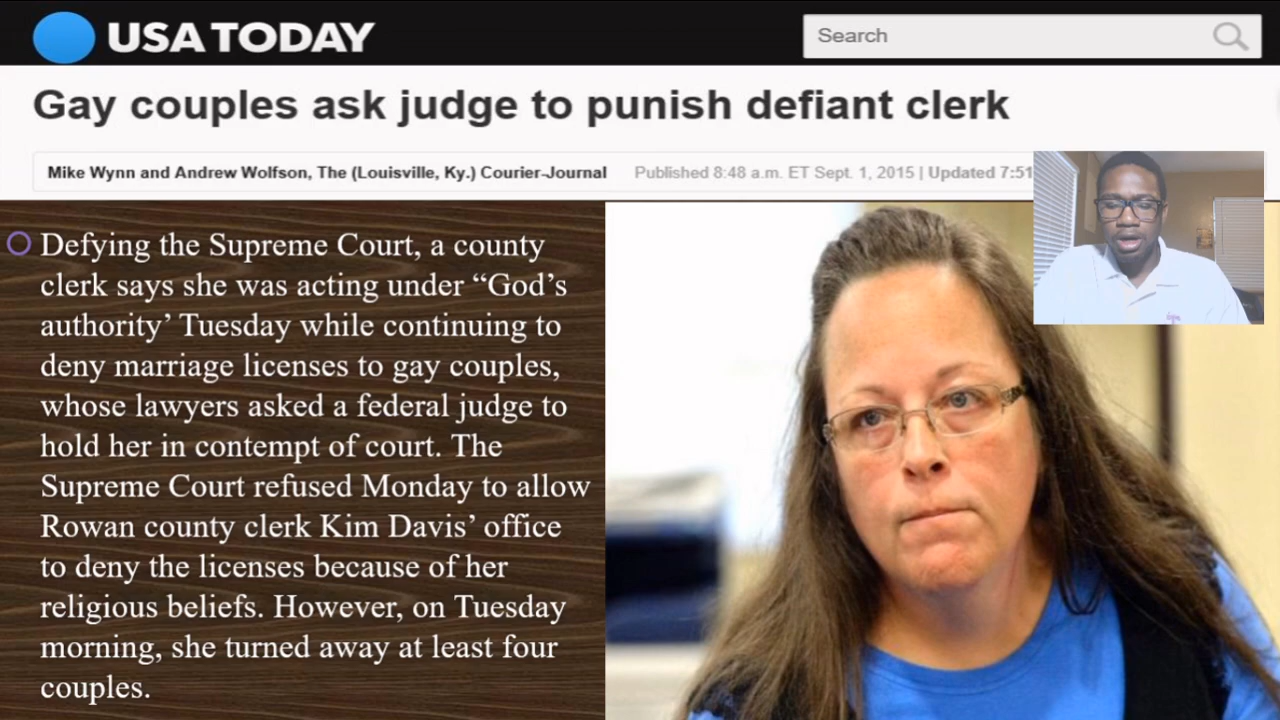 USA TODAY
Search
Gay couples ask judge to punish defiant clerk
Mike Wynn and Andrew Wolfson, The (Louisville, Ky.) Courier-Journal Published 8:48 a.m. ET Sept. 1, 2015 | Updated 7:51
Defying the Supreme Court, a county
clerk says she was acting under “God’s
authority’ Tuesday while continuing to
deny marriage licenses to gay couples,
whose lawyers asked a federal judge to
hold her in contempt of court. The
Supreme Court refused Monday to allow
Rowan county clerk Kim Davis’ office
to deny the licenses because of her
religious beliefs. However, on Tuesday
morning, she turned away at least four
couples.